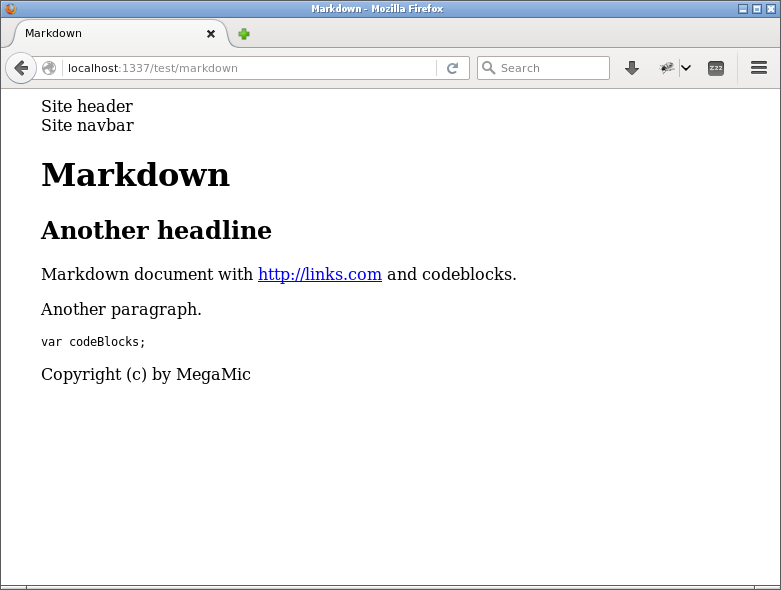 Markdown - Mozilla Firefox
Markdown
localhost:1337/test/markdown
Search
zzz
Site header
Site navbar
Markdown
Another headline
Markdown document with http://links.com and codeblocks.
Another paragraph.
var codeBlocks;
Copyright (c) by MegaMic